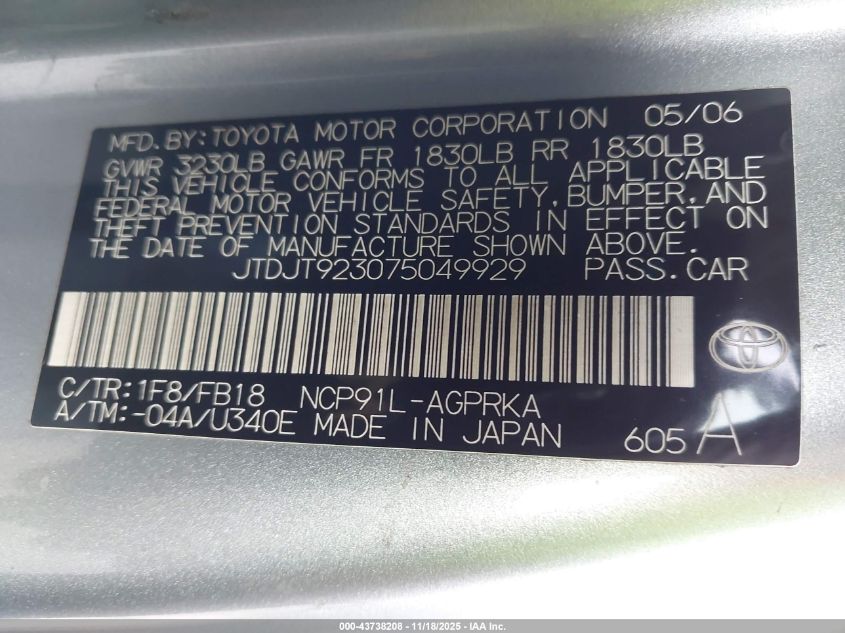 MFD. BY: TOYOTA MOTOR CORPORATION 05/06
GVWR 3230LB GAWR FR 1830LB RR 1830LB
THIS VEHICLE CONFORMS TO ALL APPLICABLE
FEDERAL MOTOR VEHICLE SAFETY, BUMPER, AND
THEFT PREVENTION STANDARDS IN EFFECT ON
THE DATE OF MANUFACTURE SHOWN ABOVE.
JTDJT923075049929 PASS. CAR
C/TR: 1F8/FB18 NCP91L-AGPRKA
A/TM: -04A/U340E MADE IN JAPAN 605 A
000-43738208 - 11/18/2025 - IAA Inc.